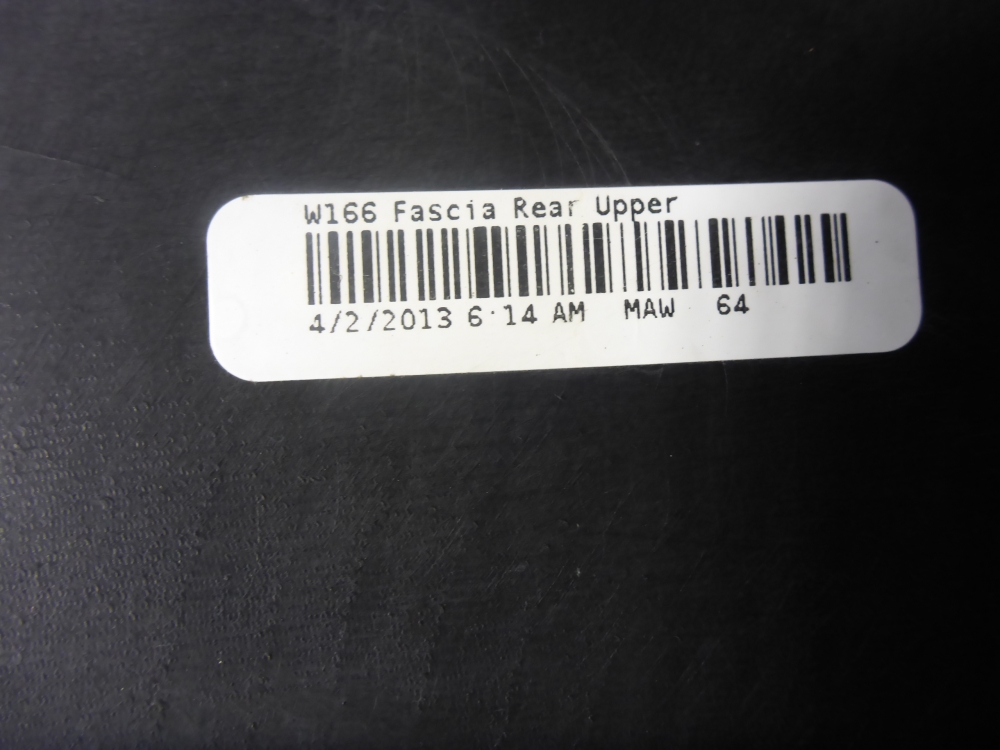 W166 Fascia Rear Upper
4/2/2013 6:14 AM MAW 64